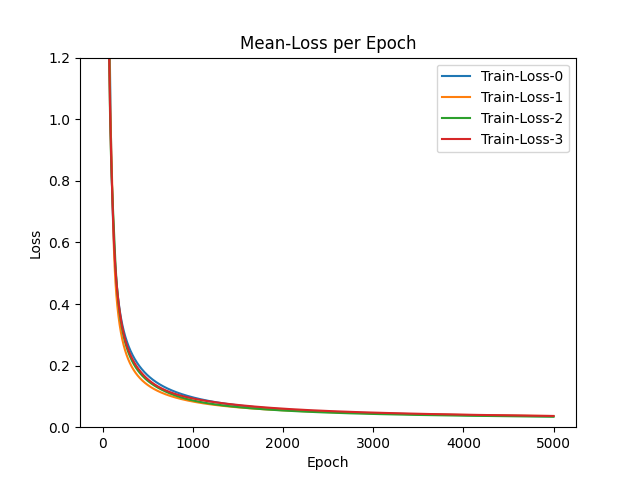 Mean-Loss per Epoch
1.2
1.0
0.8
0.6
0.4
0.2
0.0
Loss
Train-Loss-0
Train-Loss-1
Train-Loss-2
Train-Loss-3
0 1000 2000 3000 4000 5000
Epoch